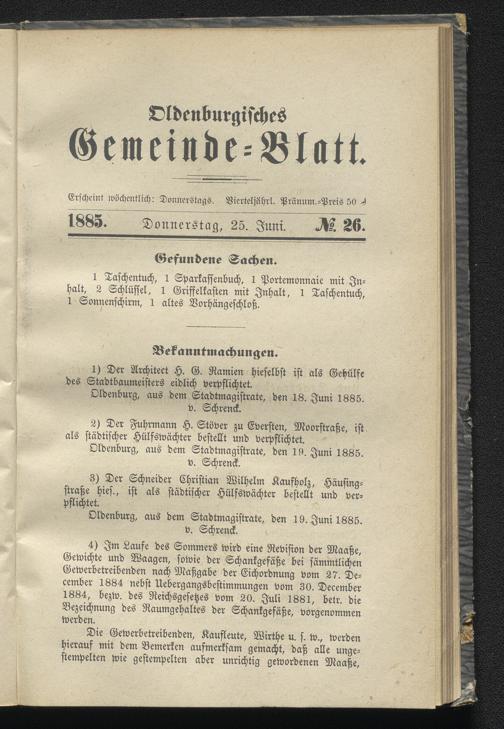 Oldenburgisches
Gemeinde-Blatt.
Erscheint wöchentlich: Donnerstags. Vierteljährl. Pränum.-Preis 50 ₰
1885. Donnerstag, 25. Juni. № 26.
Gefundene Sachen.
1 Taschentuch, 1 Sparkassenbuch, 1 Portemonnaie mit In-
halt, 2 Schlüssel, 1 Griffelkasten mit Inhalt, 1 Taschentuch,
1 Sonnenschirm, 1 altes Vorhängeschloß.
Bekanntmachungen.
1) Der Architect H. G. Ramien hieselbst ist als Gehülfe
des Stadtbaumeisters eidlich verpflichtet.
Oldenburg, aus dem Stadtmagistrate, den 18. Juni 1885.
v. Schrenck.
2) Der Fuhrmann H. Stöver zu Eversten, Moorstraße, ist
als städtischer Hülfswächter bestellt und verpflichtet.
Oldenburg, aus dem Stadtmagistrate, den 19. Juni 1885.
v. Schrenck.
3) Der Schneider Christian Wilhelm Kaufholz, Häusing-
straße hies., ist als städtischer Hülfswächter bestellt und ver-
pflichtet.
Oldenburg, aus dem Stadtmagistrate, den 19. Juni 1885.
v. Schrenck.
4) Im Laufe des Sommers wird eine Revision der Maaße,
Gewichte und Waagen, sowie der Schankgefäße bei sämmtlichen
Gewerbetreibenden nach Maßgabe der Eichordnung vom 27. De-
cember 1884 nebst Uebergangsbestimmungen vom 30. December
1884, bezw. des Reichsgesetzes vom 20. Juli 1881, betr. die
Bezeichnung des Raumgehaltes der Schankgefäße, vorgenommen
werden.
Die Gewerbetreibenden, Kaufleute, Wirthe u. s. w., werden
hierauf mit dem Bemerken aufmerksam gemacht, daß alle unge-
stempelten wie gestempelten aber unrichtig gewordenen Maaße,